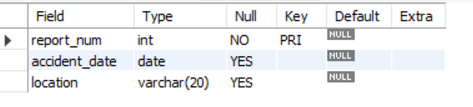 Field Type Null Key Default Extra
report_num int NO PRI NULL
accident_date date YES NULL
location varchar(20) YES NULL